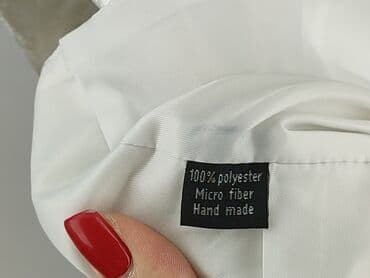 100% polyester
Micro fiber
Hand made